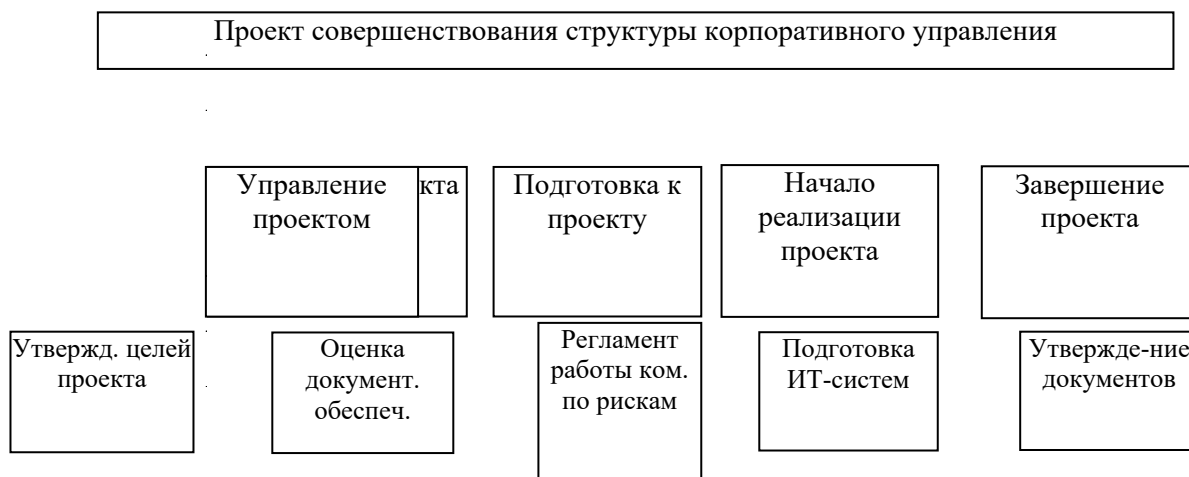 Проект совершенствования структуры корпоративного управления
Управление
проектом
кта
Подготовка к
проекту
Начало
реализации
проекта
Завершение
проекта
Утвержд. целей
проекта
Оценка
документ.
обеспеч.
Регламент
работы ком.
по рискам
Подготовка
ИТ-систем
Утвержде-ние
документов